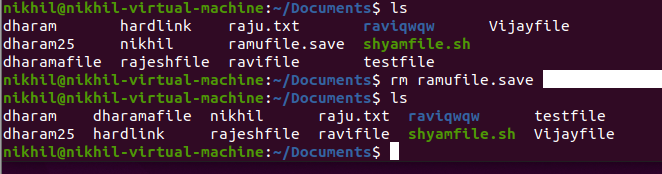 nikhil@nikhil-virtual-machine:~/Documents$ ls
dharam hardlink raju.txt raviqwqw Vijayfile
dharam25 nikhil ramufile.save shyamfile.sh
dharamafile rajeshfile ravifile testfile
nikhil@nikhil-virtual-machine:~/Documents$ rm ramufile.save
nikhil@nikhil-virtual-machine:~/Documents$ ls
dharam dharamafile nikhil raju.txt raviqwqw testfile
dharam25 hardlink rajeshfile ravifile shyamfile.sh Vijayfile
nikhil@nikhil-virtual-machine:~/Documents$